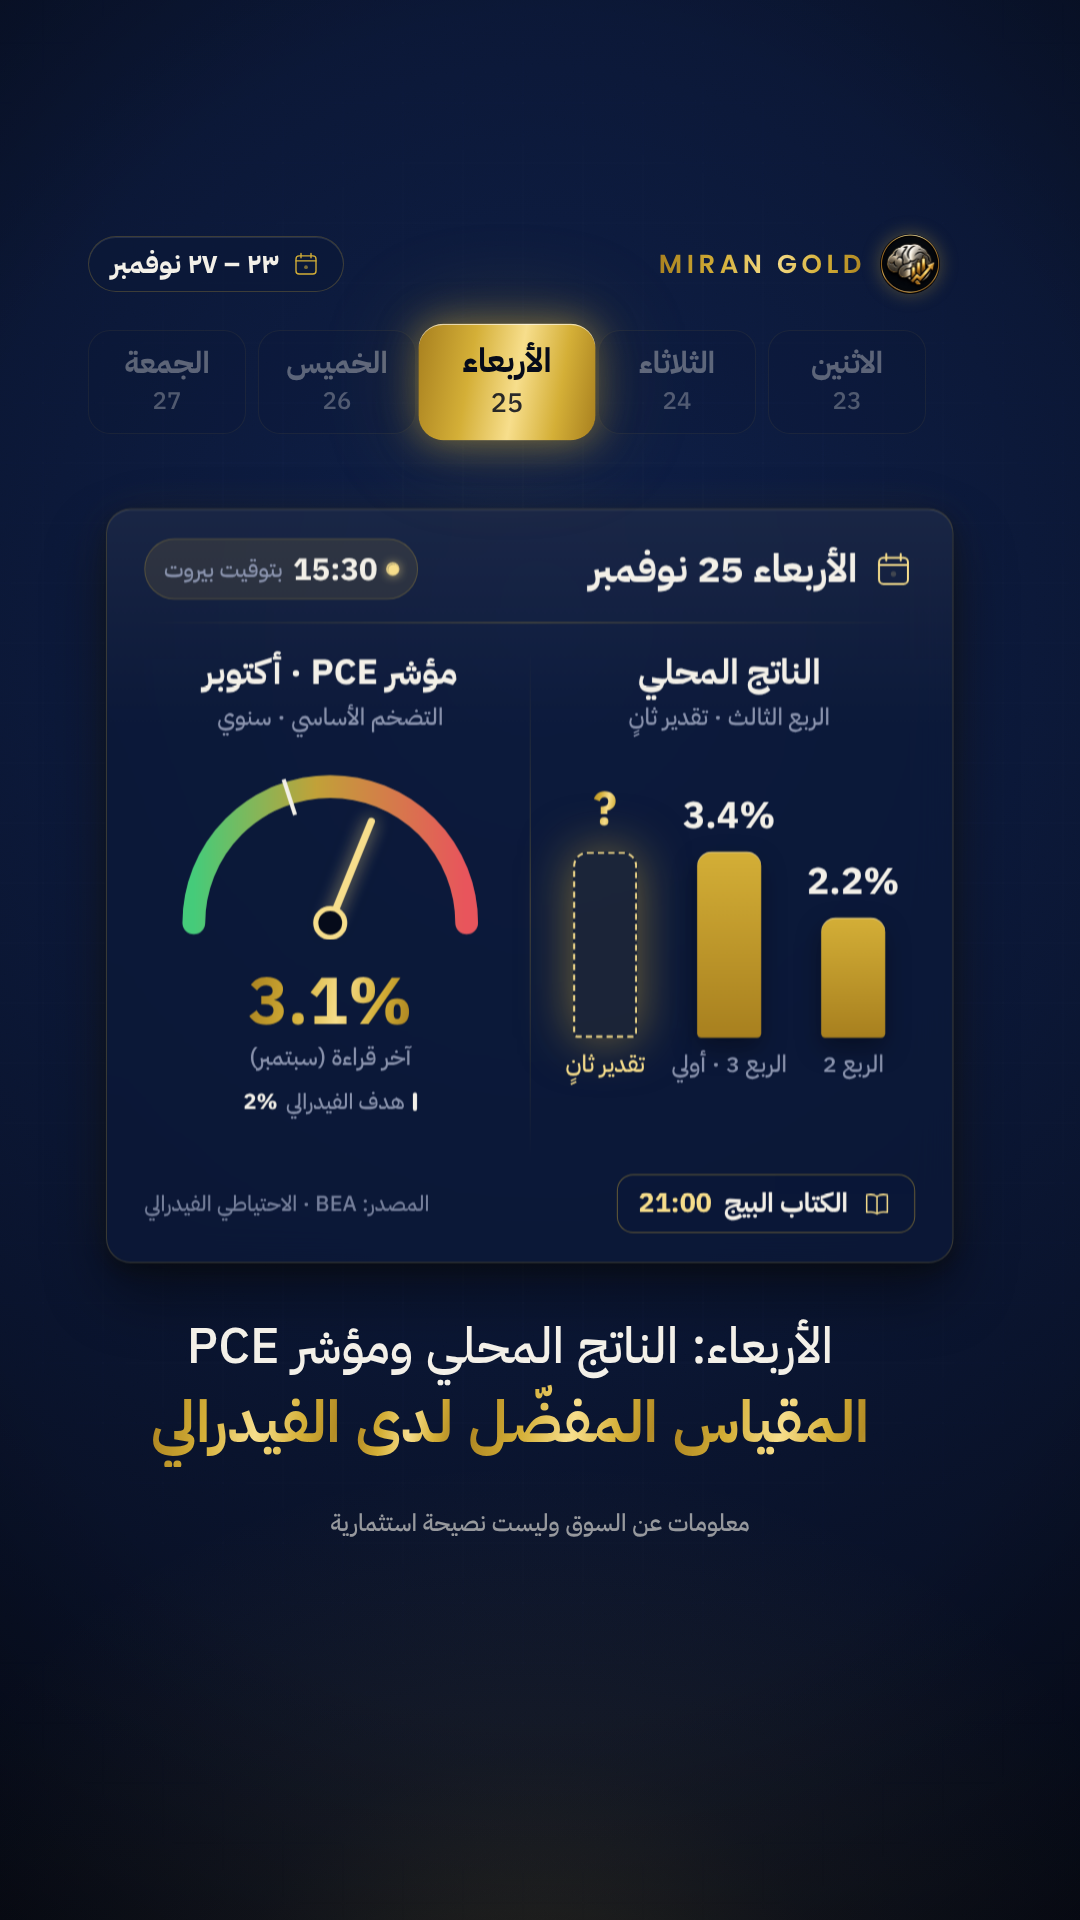 MIRAN GOLD
٢٣ – ٢٧ نوفمبر
الاثنين
23
الثلاثاء
24
الأربعاء
25
الخميس
26
الجمعة
27
الأربعاء 25 نوفمبر
15:30 بتوقيت بيروت
الناتج المحلي
الربع الثالث · تقدير ثانٍ
2.2%
3.4%
?
الربع 2
الربع 3 · أولي
تقدير ثانٍ
مؤشر PCE · أكتوبر
التضخم الأساسي · سنوي
3.1%
آخر قراءة (سبتمبر)
هدف الفيدرالي 2%
الكتاب البيج 21:00
المصدر: BEA · الاحتياطي الفيدرالي
الأربعاء: الناتج المحلي ومؤشر PCE
المقياس المفضّل لدى الفيدرالي
معلومات عن السوق وليست نصيحة استثمارية